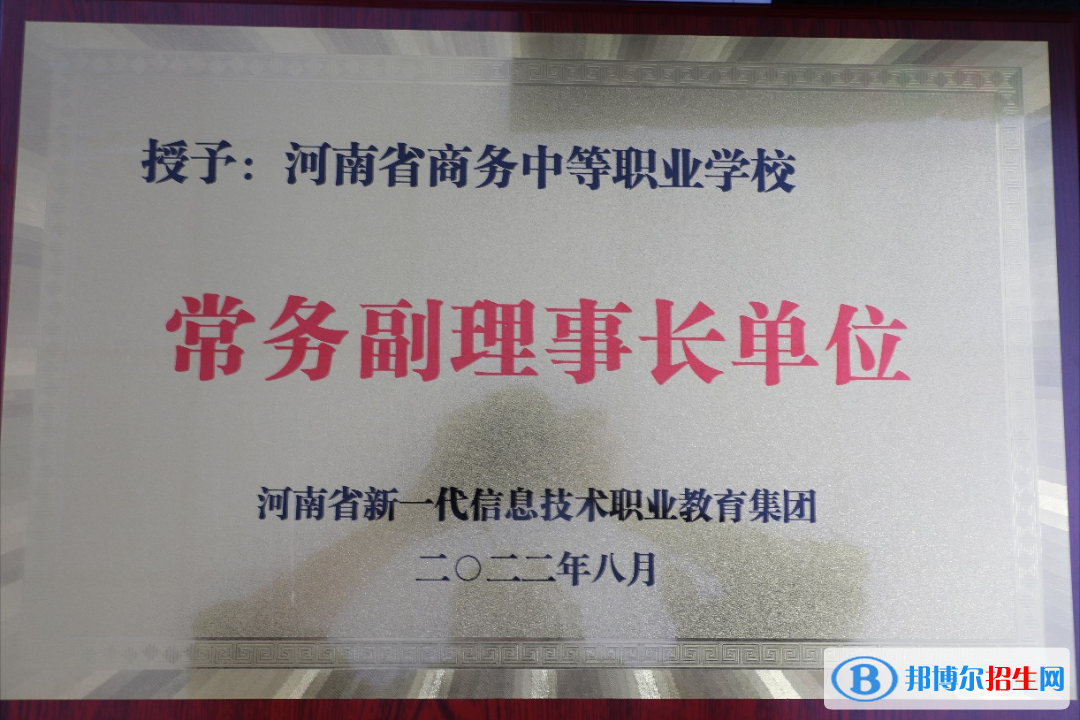 授予：河南省商务中等职业学校
常务副理事长单位
河南省新一代信息技术职业教育集团
二〇二二年八月
B 邦博尔招生网